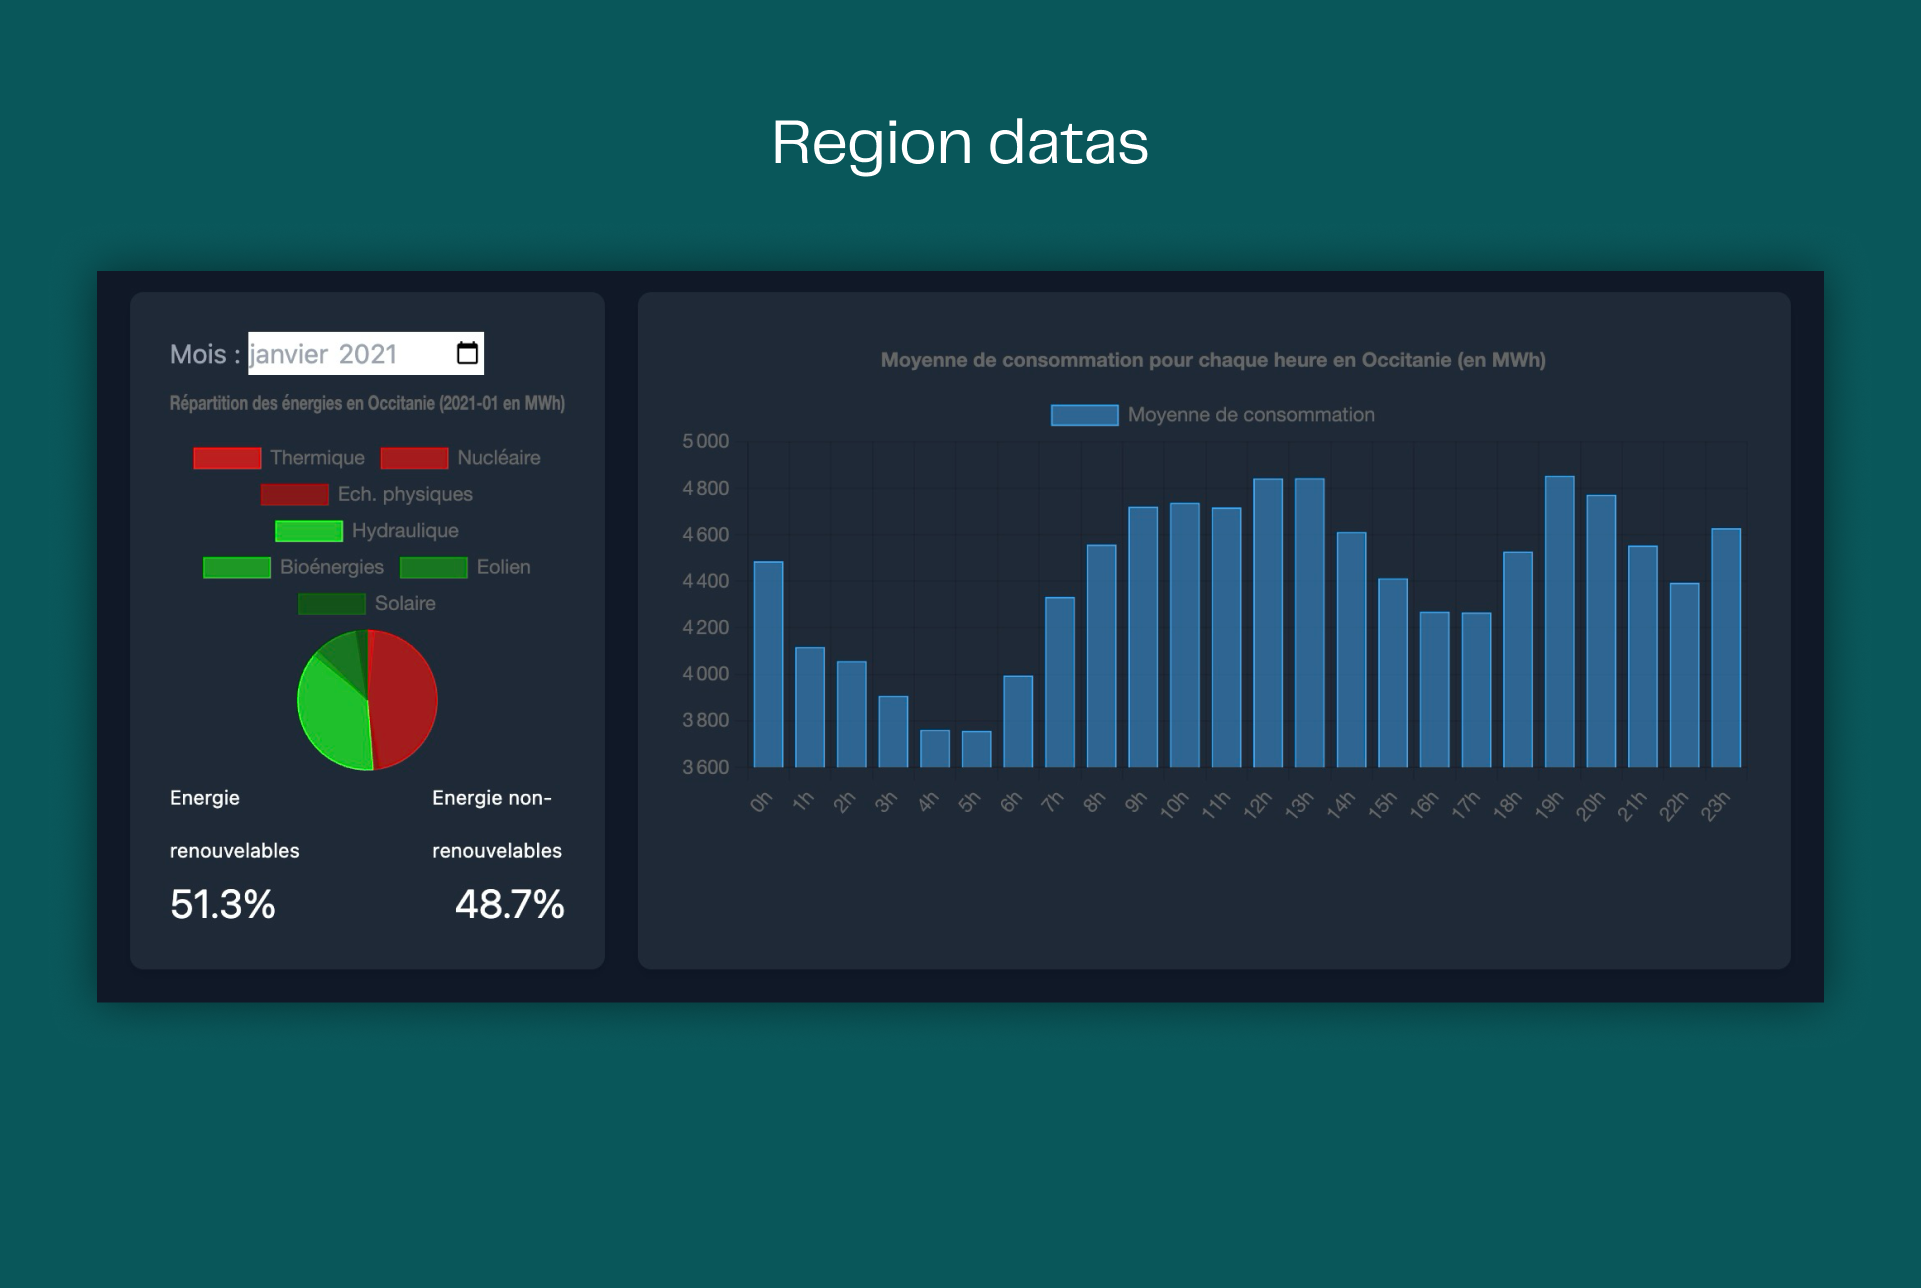 Region datas
Mois : janvier 2021
Répartition des énergies en Occitanie (2021-01 en MWh)
Thermique Nucléaire
Ech. physiques
Hydraulique
Bioénergies Eolien
Solaire
Energie renouvelables
51.3%
Energie non-renouvelables
48.7%
Moyenne de consommation pour chaque heure en Occitanie (en MWh)
Moyenne de consommation
5 000
4 800
4 600
4 400
4 200
4 000
3 800
3 600
0h 1h 2h 3h 4h 5h 6h 7h 8h 9h 10h 11h 12h 13h 14h 15h 16h 17h 18h 19h 20h 21h 22h 23h